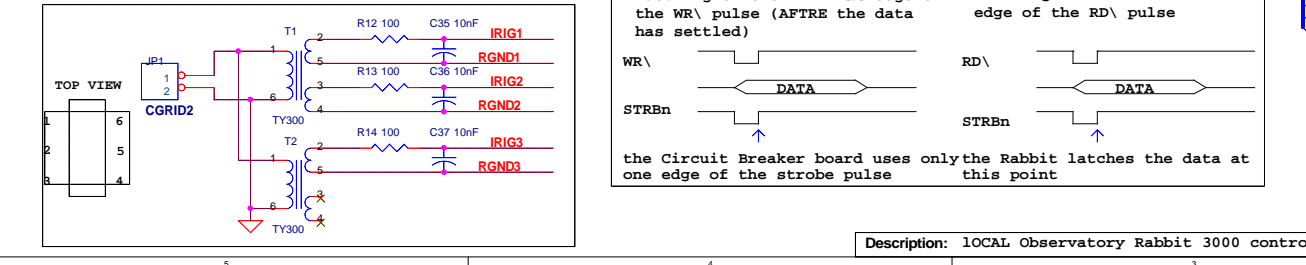 R12 100
C35 10nF
IRIG1
T1
2
1
5
RGND1
JP1
1
2
R13 100
C36 10nF
IRIG2
3
TOP VIEW
CGRID2
6
4
RGND2
TY300
1
6
2
5
3
4
T2
R14 100
C37 10nF
IRIG3
2
1
5
RGND3
3
6
4
TY300
the WR\ pulse (AFTRE the data
has settled)
edge of the RD\ pulse
WR\
RD\
DATA
DATA
STRBn
STRBn
the Circuit Breaker board uses only
one edge of the strobe pulse
the Rabbit latches the data at
this point
Description: lOCAL Observatory Rabbit 3000 contro
5
4
3